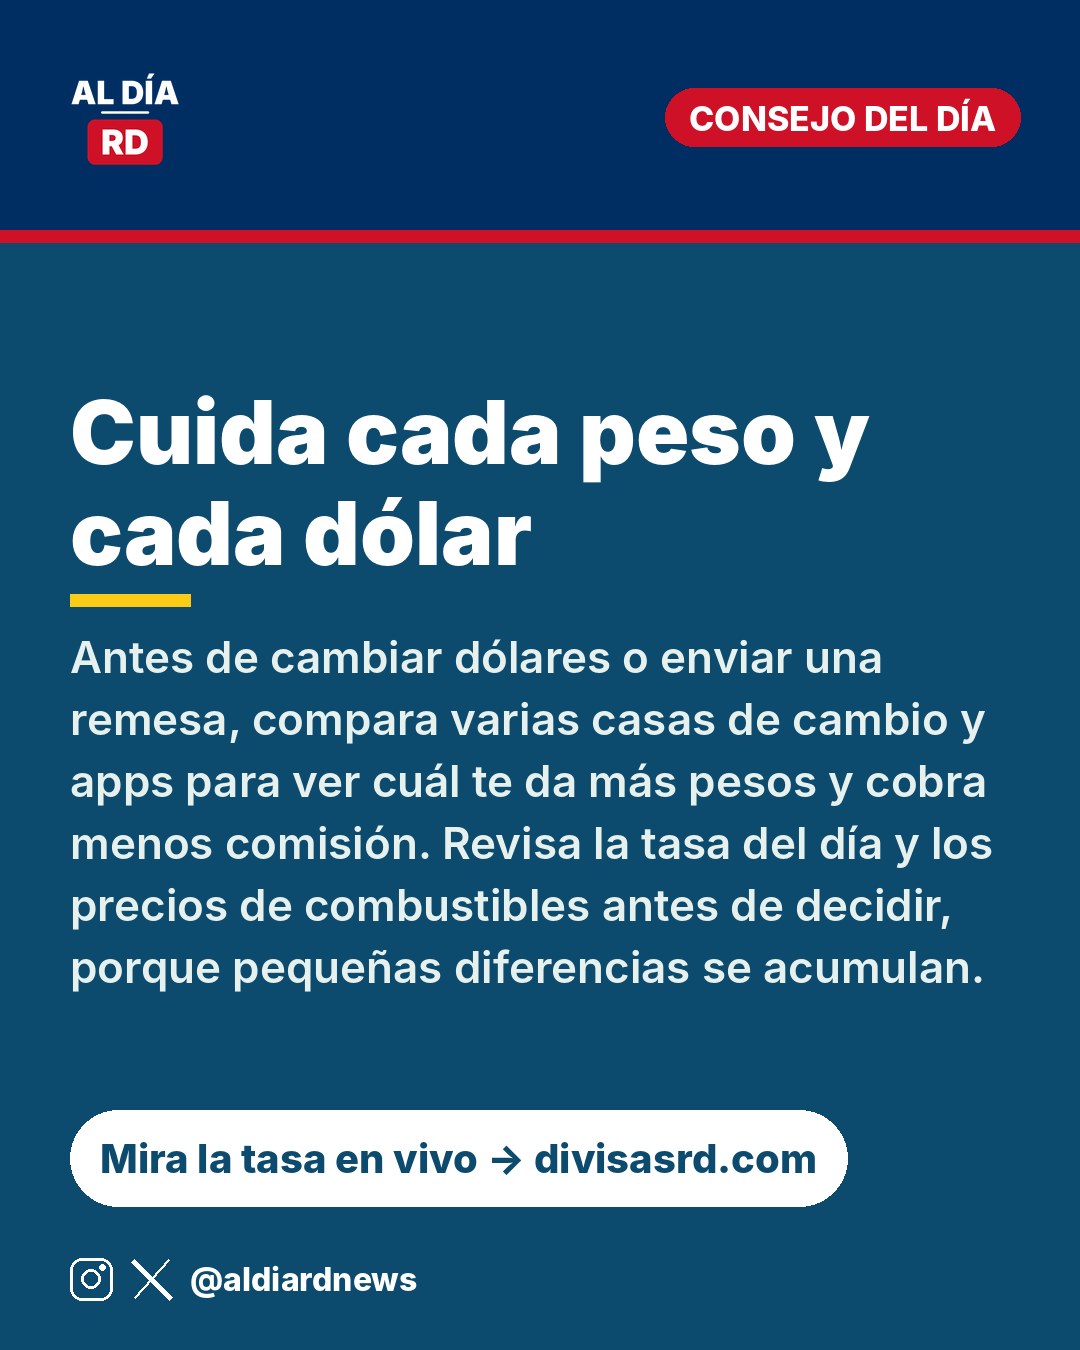 AL DÍA
RD
CONSEJO DEL DÍA
Cuida cada peso y
cada dólar
Antes de cambiar dólares o enviar una
remesa, compara varias casas de cambio y
apps para ver cuál te da más pesos y cobra
menos comisión. Revisa la tasa del día y los
precios de combustibles antes de decidir,
porque pequeñas diferencias se acumulan.
Mira la tasa en vivo → divisasrd.com
@aldiardnews